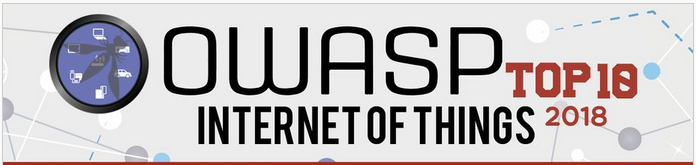 OWASP TOP 10
INTERNET OF THINGS 2018